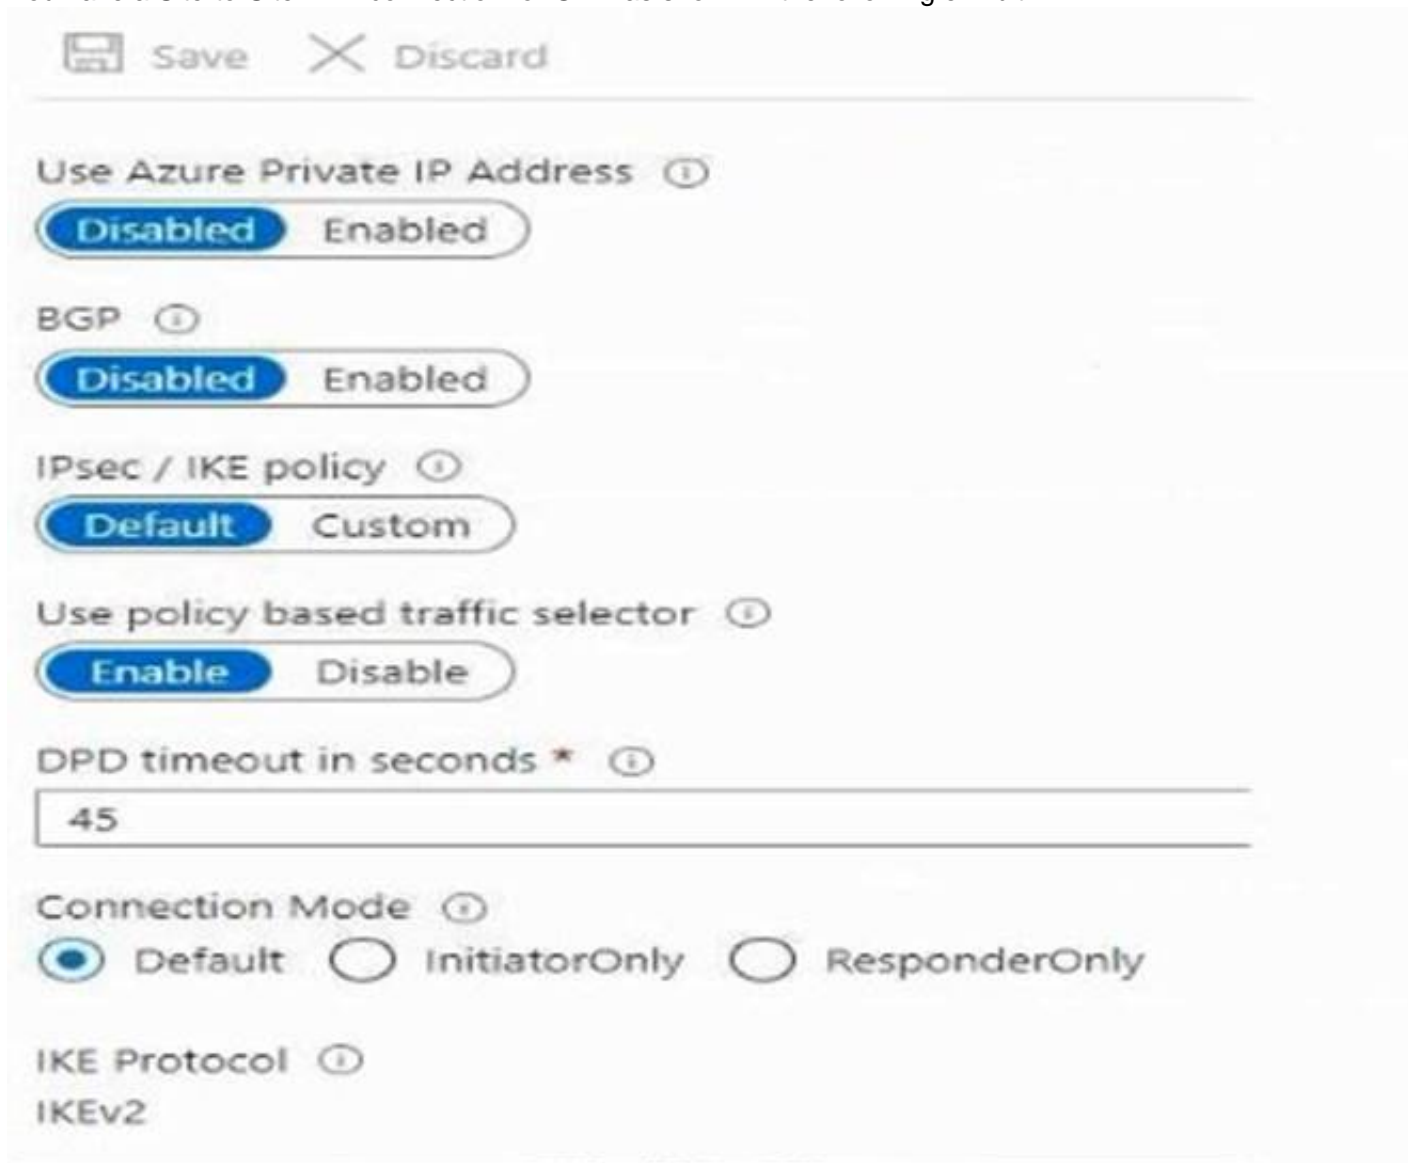 Save Discard
Use Azure Private IP Address
Disabled Enabled
BGP
Disabled Enabled
IPsec / IKE policy
Default Custom
Use policy based traffic selector
Enable Disable
DPD timeout in seconds *
45
Connection Mode
Default InitiatorOnly ResponderOnly
IKE Protocol
IKEv2